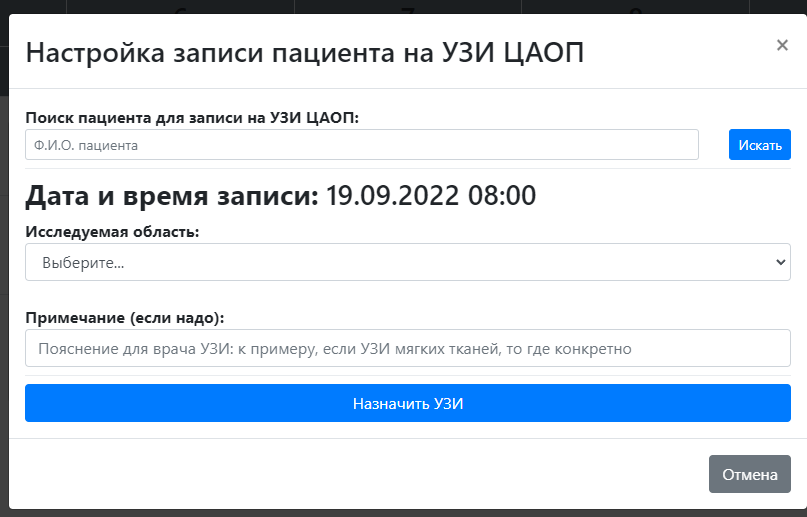 Настройка записи пациента на УЗИ ЦАОП
×
Поиск пациента для записи на УЗИ ЦАОП:
Ф.И.О. пациента
Искать
Дата и время записи: 19.09.2022 08:00
Исследуемая область:
Выберите...
Примечание (если надо):
Пояснение для врача УЗИ: к примеру, если УЗИ мягких тканей, то где конкретно
Назначить УЗИ
Отмена